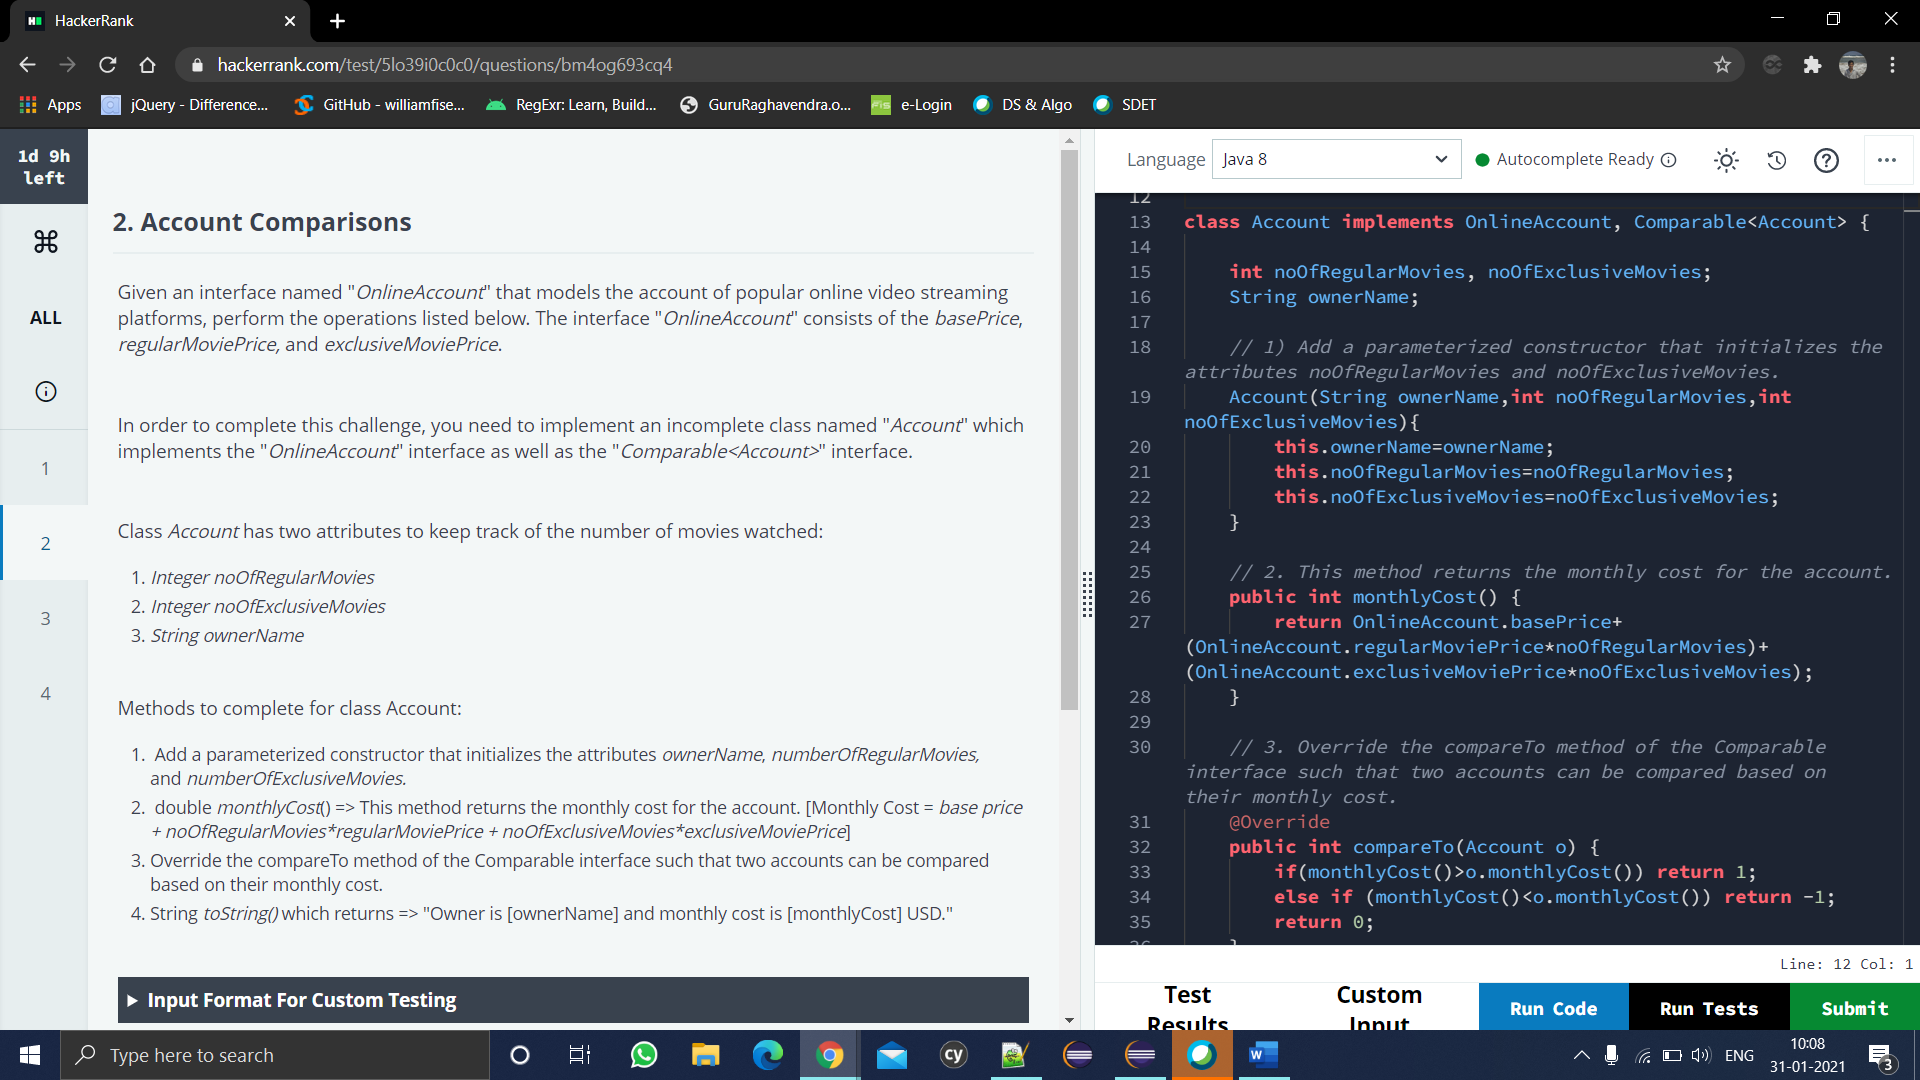 HackerRank
hackerrank.com/test/5lo39i0c0c0/questions/bm4og693cq4
Apps
jQuery - Difference...
GitHub - williamfise...
RegExr: Learn, Build...
GuruRaghavendra.o...
e-Login
DS & Algo
SDET
1d 9h
left
ALL
1
2
3
4
2. Account Comparisons
Given an interface named "OnlineAccount" that models the account of popular online video streaming
platforms, perform the operations listed below. The interface "OnlineAccount" consists of the basePrice,
regularMoviePrice, and exclusiveMoviePrice.
In order to complete this challenge, you need to implement an incomplete class named "Account" which
implements the "OnlineAccount" interface as well as the "Comparable<Account>" interface.
Class Account has two attributes to keep track of the number of movies watched:
1. Integer noOfRegularMovies
2. Integer noOfExclusiveMovies
3. String ownerName
Methods to complete for class Account:
1. Add a parameterized constructor that initializes the attributes ownerName, numberOfRegularMovies,
and numberOfExclusiveMovies.
2. double monthlyCost() => This method returns the monthly cost for the account. [Monthly Cost = base price
+ noOfRegularMovies*regularMoviePrice + noOfExclusiveMovies*exclusiveMoviePrice]
3. Override the compareTo method of the Comparable interface such that two accounts can be compared
based on their monthly cost.
4. String toString() which returns => "Owner is [ownerName] and monthly cost is [monthlyCost] USD."
Input Format For Custom Testing
Language
Java 8
Autocomplete Ready
12
13 class Account implements OnlineAccount, Comparable<Account> {
14
15 int noOfRegularMovies, noOfExclusiveMovies;
16 String ownerName;
17
18 // 1) Add a parameterized constructor that initializes the
attributes noOfRegularMovies and noOfExclusiveMovies.
19 Account(String ownerName,int noOfRegularMovies,int
noOfExclusiveMovies){
20 this.ownerName=ownerName;
21 this.noOfRegularMovies=noOfRegularMovies;
22 this.noOfExclusiveMovies=noOfExclusiveMovies;
23 }
24
25 // 2. This method returns the monthly cost for the account.
26 public int monthlyCost() {
27 return OnlineAccount.basePrice+
(OnlineAccount.regularMoviePrice*noOfRegularMovies)+
(OnlineAccount.exclusiveMoviePrice*noOfExclusiveMovies);
28 }
29
30 // 3. Override the compareTo method of the Comparable
interface such that two accounts can be compared based on
their monthly cost.
31 @Override
32 public int compareTo(Account o) {
33 if(monthlyCost()>o.monthlyCost()) return 1;
34 else if (monthlyCost()<o.monthlyCost()) return -1;
35 return 0;
Line: 12 Col: 1
Test
Results
Custom
Input
Run Code
Run Tests
Submit
Type here to search
ENG
10:08
31-01-2021
3